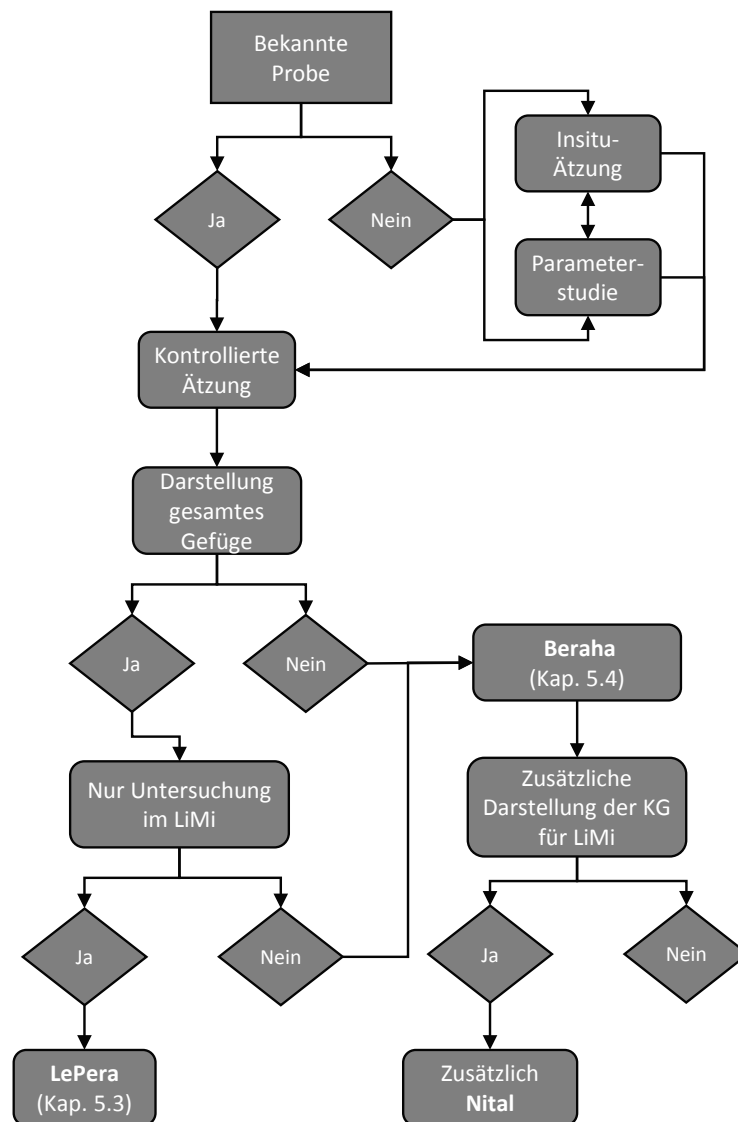 Bekannte
Probe
Insitu-
Ätzung
Ja
Nein
Parameter-
studie
Kontrollierte
Ätzung
Darstellung
gesamtes
Gefüge
Ja
Nein
Beraha
(Kap. 5.4)
Nur Untersuchung
im LiMi
Zusätzliche
Darstellung der KG
für LiMi
Ja
Nein
Ja
Nein
LePera
(Kap. 5.3)
Zusätzlich
Nital